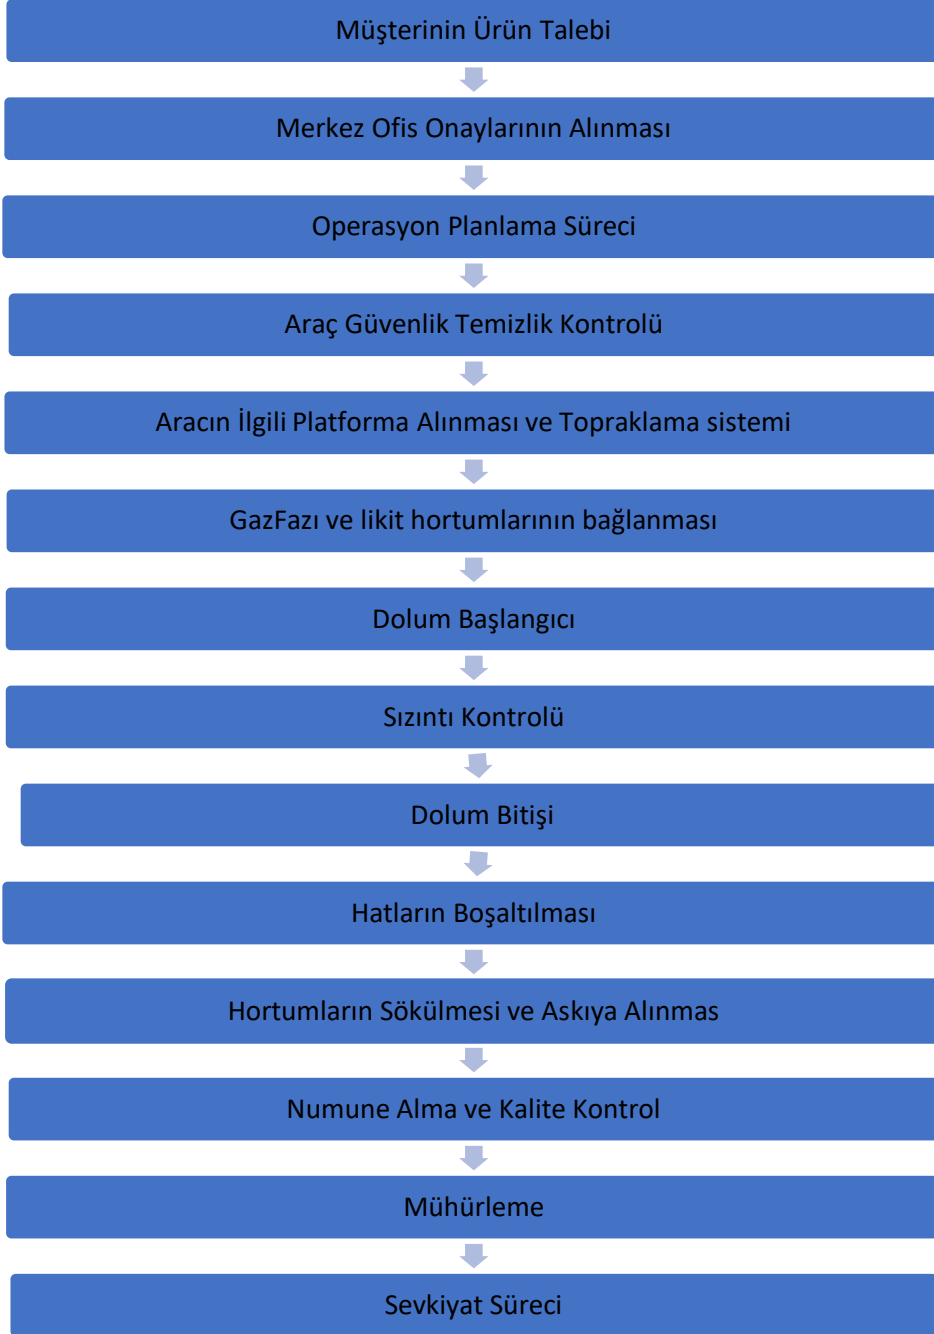 Müşterinin Ürün Talebi
Merkez Ofis Onaylarının Alınması
Operasyon Planlama Süreci
Araç Güvenlik Temizlik Kontrolü
Aracın İlgili Platforma Alınması ve Topraklama sistemi
GazFazı ve likit hortumlarının bağlanması
Dolum Başlangıcı
Sızıntı Kontrolü
Dolum Bitişi
Hatların Boşaltılması
Hortumların Sökülmesi ve Askıya Alınmas
Numune Alma ve Kalite Kontrol
Mühürleme
Sevkiyat Süreci